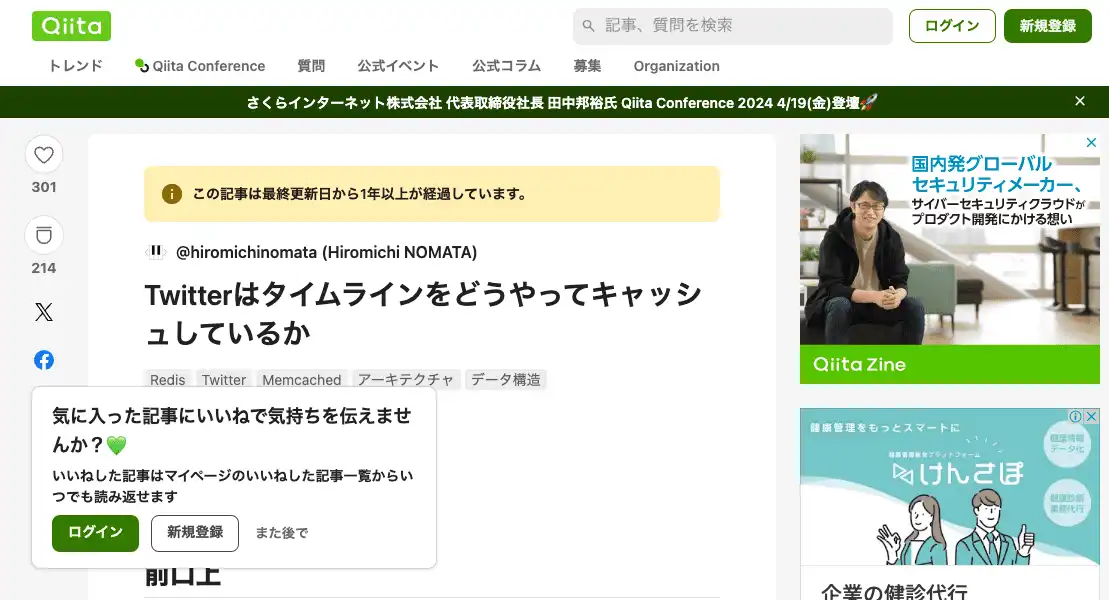 Qiita
記事、質問を検索
ログイン
新規登録
トレンド
Qiita Conference
質問
公式イベント
公式コラム
募集
Organization
さくらインターネット株式会社 代表取締役社長 田中邦裕氏 Qiita Conference 2024 4/19(金)登壇🚀
301
214
この記事は最終更新日から1年以上が経過しています。
@hiromichinomata (Hiromichi NOMATA)
Twitterはタイムラインをどうやってキャッシ
ュしているか
Redis
Twitter
Memcached
アーキテクチャ
データ構造
気に入った記事にいいねで気持ちを伝えませ
んか？💚
いいねした記事はマイページのいいねした記事一覧からい
つでも読み返せます
ログイン
新規登録
また後で
前口上
国内発グローバル
セキュリティメーカー、
サイバーセキュリティクラウドが
プロダクト開発にかける想い
Qiita Zine
健康管理をもっとスマートに
けんさぽ
健康情報
データ化
健康診断
業務代行
企業の健診代行